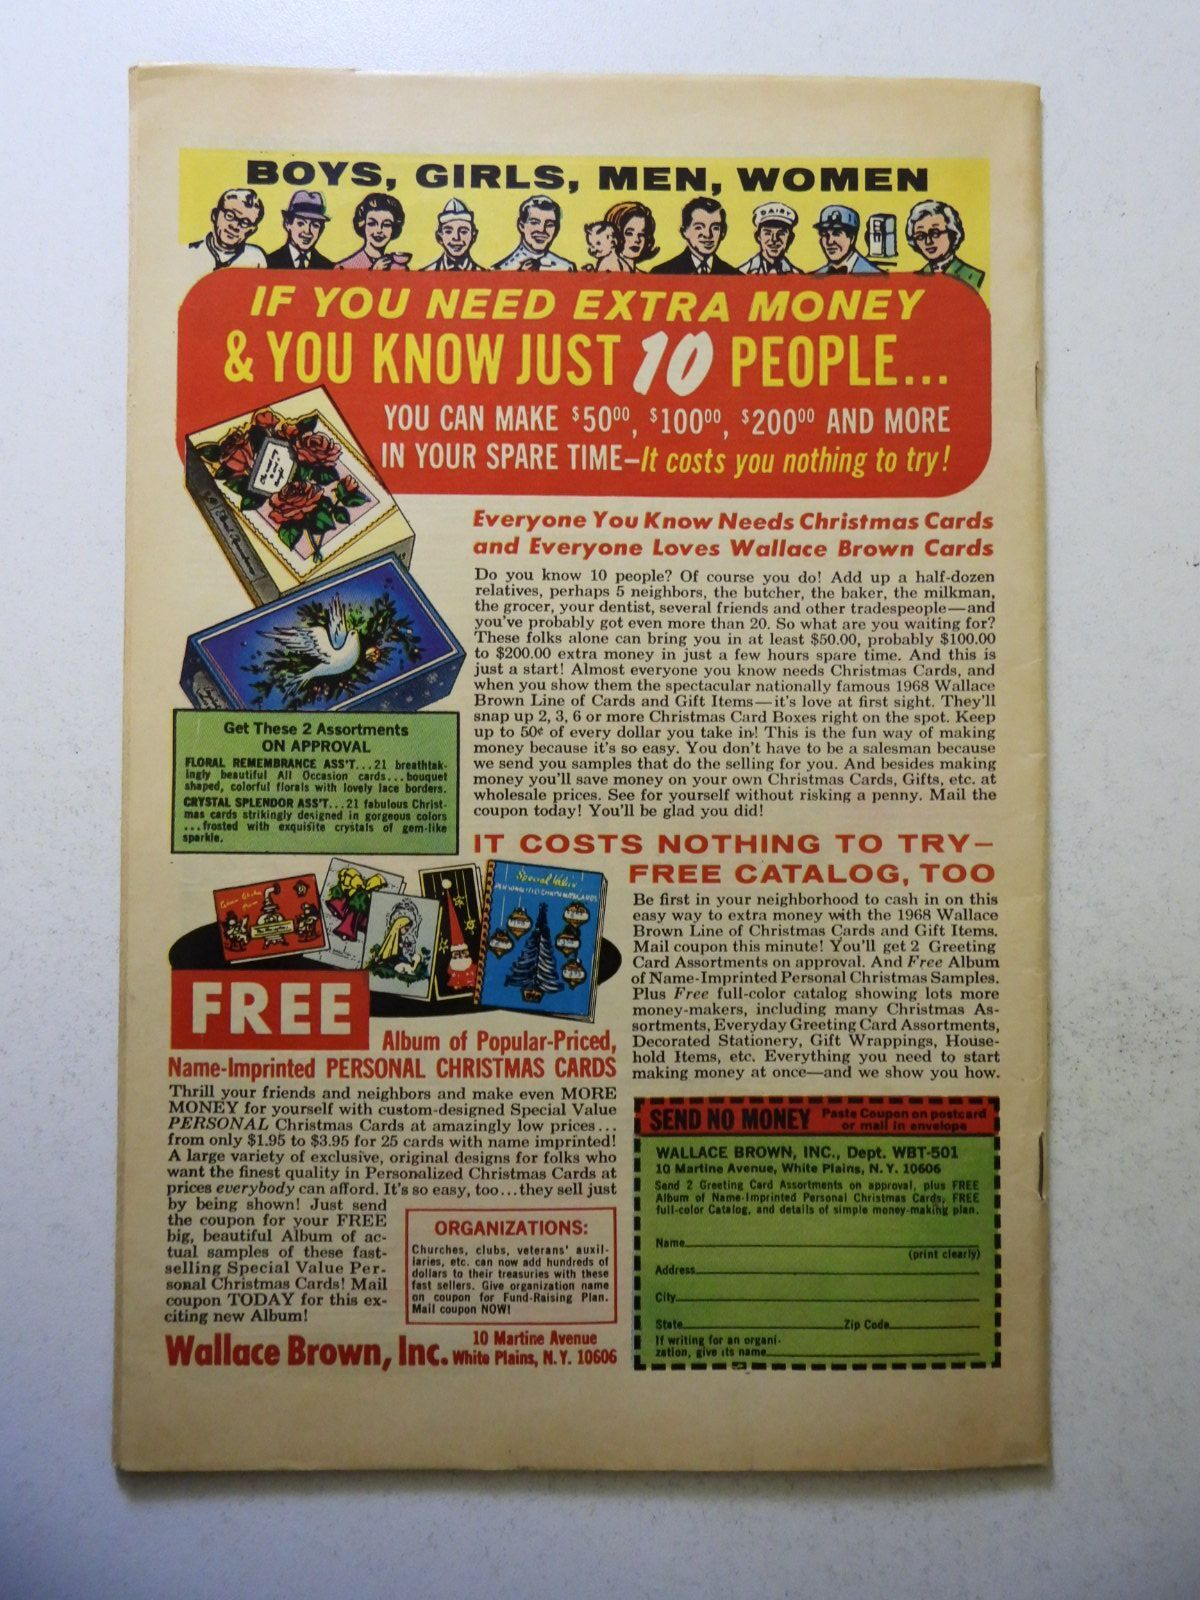 BOYS, GIRLS, MEN, WOMEN
DAIRY
IF YOU NEED EXTRA MONEY
& YOU KNOW JUST 10 PEOPLE...
YOU CAN MAKE $50⁰⁰, $100⁰⁰, $200⁰⁰ AND MORE
IN YOUR SPARE TIME—It costs you nothing to try!
Everyone You Know Needs Christmas Cards
and Everyone Loves Wallace Brown Cards
Do you know 10 people? Of course you do! Add up a half-dozen
relatives, perhaps 5 neighbors, the butcher, the baker, the milkman,
the grocer, your dentist, several friends and other tradespeople—and
you've probably got even more than 20. So what are you waiting for?
These folks alone can bring you in at least $50.00, probably $100.00
to $200.00 extra money in just a few hours spare time. And this is
just a start! Almost everyone you know needs Christmas Cards, and
when you show them the spectacular nationally famous 1968 Wallace
Brown Line of Cards and Gift Items—it's love at first sight. They'll
snap up 2, 3, 6 or more Christmas Card Boxes right on the spot. Keep
up to 50¢ of every dollar you take in! This is the fun way of making
money because it's so easy. You don't have to be a salesman because
we send you samples that do the selling for you. And besides making
money you'll save money on your own Christmas Cards, Gifts, etc. at
wholesale prices. See for yourself without risking a penny. Mail the
coupon today! You'll be glad you did!
Get These 2 Assortments
ON APPROVAL
FLORAL REMEMBRANCE ASS'T...21 breathtak-
ingly beautiful All Occasion cards...bouquet
shaped, colorful florals with lovely lace borders.
CRYSTAL SPLENDOR ASS'T...21 fabulous Christ-
mas cards strikingly designed in gorgeous colors
...frosted with exquisite crystals of gem-like
sparkle.
IT COSTS NOTHING TO TRY—
FREE CATALOG, TOO
Be first in your neighborhood to cash in on this
easy way to extra money with the 1968 Wallace
Brown Line of Christmas Cards and Gift Items.
Mail coupon this minute! You'll get 2 Greeting
Card Assortments on approval. And Free Album
of Name-Imprinted Personal Christmas Samples.
Plus Free full-color catalog showing lots more
money-makers, including many Christmas As-
sortments, Everyday Greeting Card Assortments,
Decorated Stationery, Gift Wrappings, House-
hold Items, etc. Everything you need to start
making money at once—and we show you how.
Special Value
PERSONALIZED CHRISTMAS CARDS
FREE
Album of Popular-Priced,
Name-Imprinted PERSONAL CHRISTMAS CARDS
Thrill your friends and neighbors and make even MORE
MONEY for yourself with custom-designed Special Value
PERSONAL Christmas Cards at amazingly low prices...
from only $1.95 to $3.95 for 25 cards with name imprinted!
A large variety of exclusive, original designs for folks who
want the finest quality in Personalized Christmas Cards at
prices everybody can afford. It's so easy, too...they sell just
by being shown! Just send
the coupon for your FREE
big, beautiful Album of ac-
tual samples of these fast-
selling Special Value Per-
sonal Christmas Cards! Mail
coupon TODAY for this ex-
citing new Album!
ORGANIZATIONS:
Churches, clubs, veterans' auxil-
iaries, etc. can now add hundreds of
dollars to their treasuries with these
fast sellers. Give organization name
on coupon for Fund-Raising Plan.
Mail coupon NOW!
Wallace Brown, Inc. 10 Martine Avenue
White Plains, N.Y. 10606
SEND NO MONEY Paste Coupon on postcard
or mail in envelope
WALLACE BROWN, INC., Dept. WBT-501
10 Martine Avenue, White Plains, N. Y. 10606
Send 2 Greeting Card Assortments on approval, plus FREE
Album of Name-Imprinted Personal Christmas Cards, FREE
full-color Catalog, and details of simple money-making plan.
Name
(print clearly)
Address
City
State Zip Code
If writing for an organi-
zation, give its name